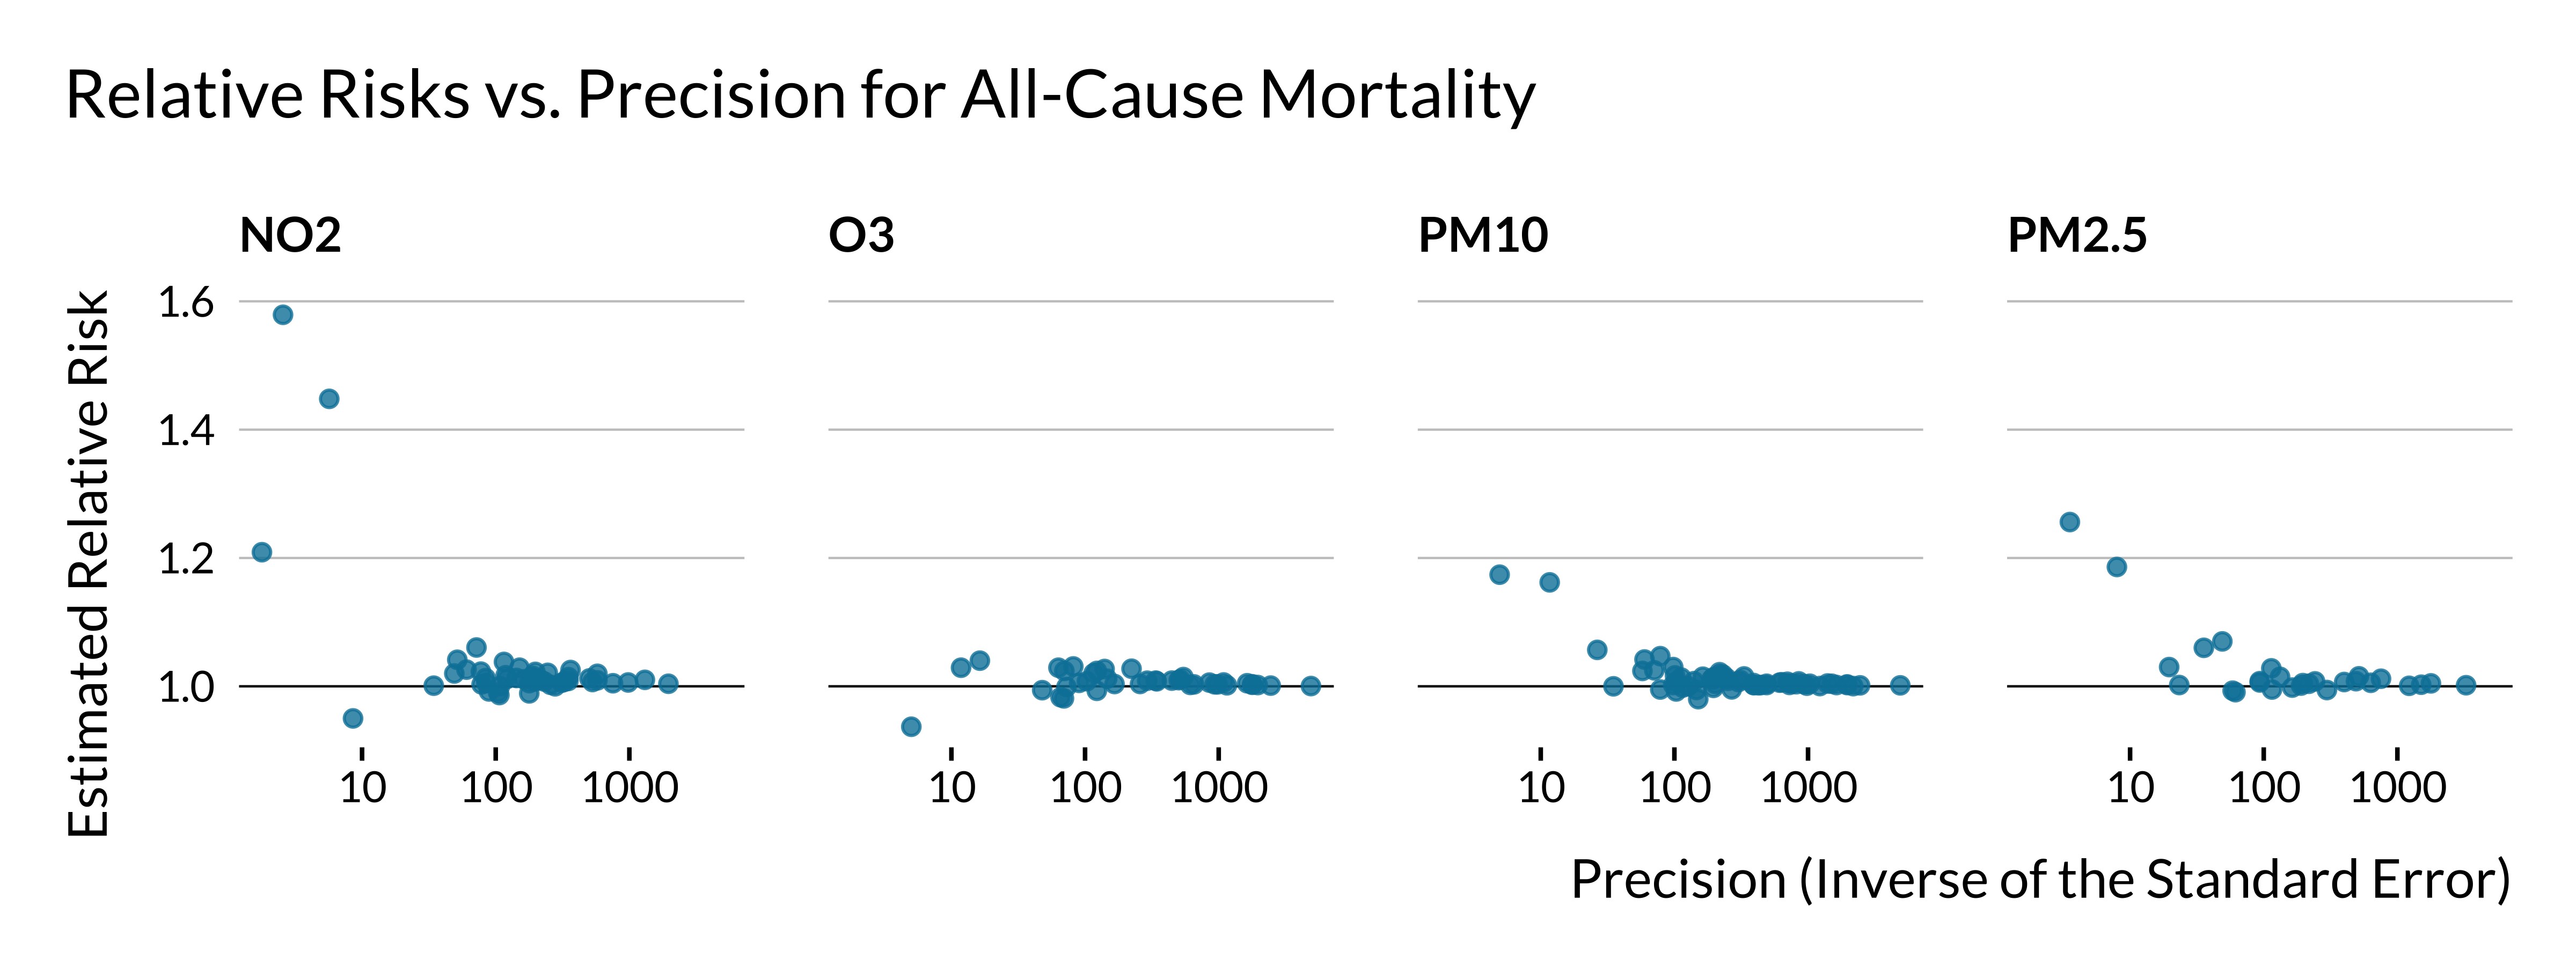 Relative Risks vs. Precision for All-Cause Mortality
NO2
O3
PM10
PM2.5
Estimated Relative Risk
1.6
1.4
1.2
1.0
10 100 1000
10 100 1000
10 100 1000
10 100 1000
Precision (Inverse of the Standard Error)